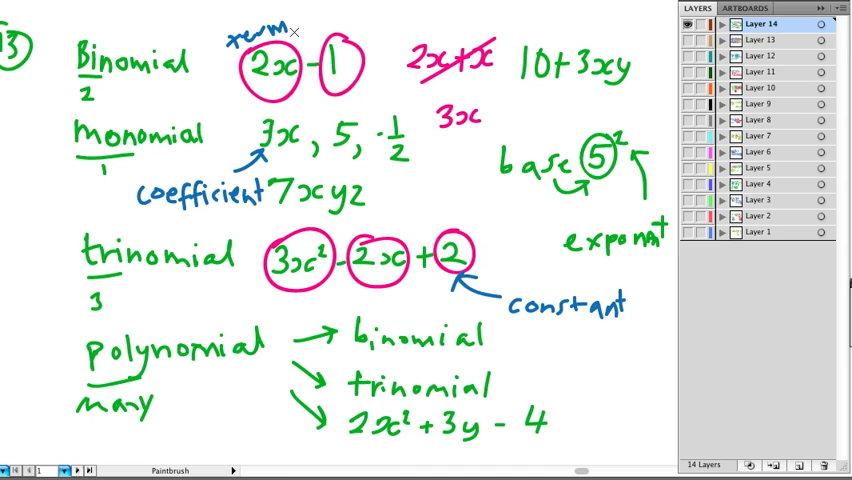 13
term
Binomial 2x - 1 2x + x 10 + 3xy
2
3x
monomial 3x, 5, -1/2
1
base 5²
coefficient 7xyz
exponent
trinomial 3x² - 2x + 2
3
constant
polynomial → binomial
many
trinomial
2x² + 3y - 4
LAYERS ARTBOARDS
Layer 14
Layer 13
Layer 12
Layer 11
Layer 10
Layer 9
Layer 8
Layer 7
Layer 6
Layer 5
Layer 4
Layer 3
Layer 2
Layer 1
14 Layers
1 Paintbrush